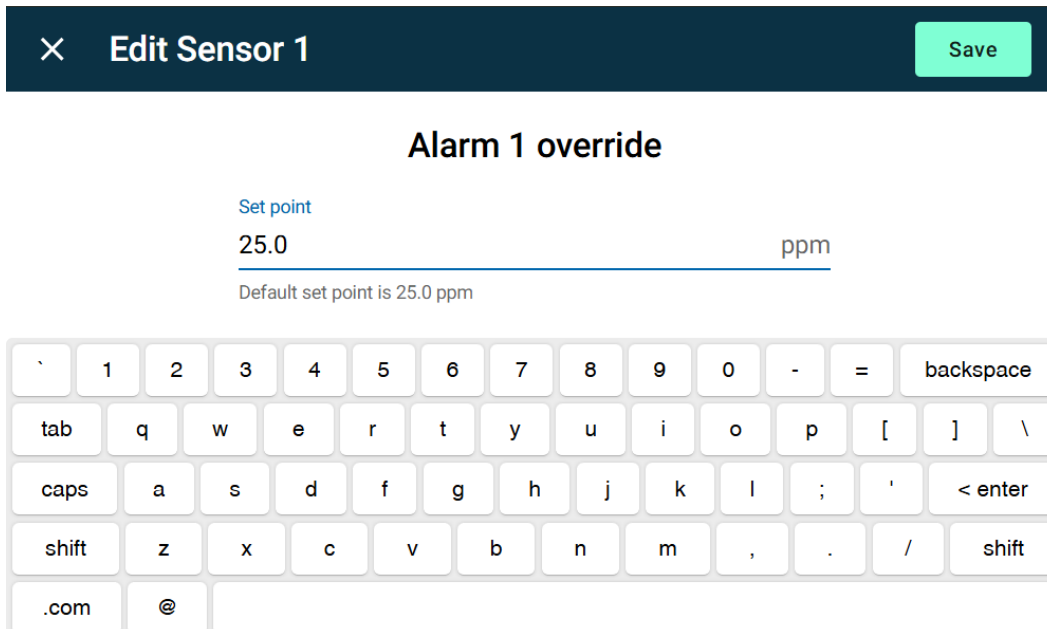 ✕ Edit Sensor 1 Save
Alarm 1 override
Set point
25.0 ppm
Default set point is 25.0 ppm
` 1 2 3 4 5 6 7 8 9 0 - = backspace
tab q w e r t y u i o p [ ] \
caps a s d f g h j k l ; ' < enter
shift z x c v b n m , . / shift
.com @